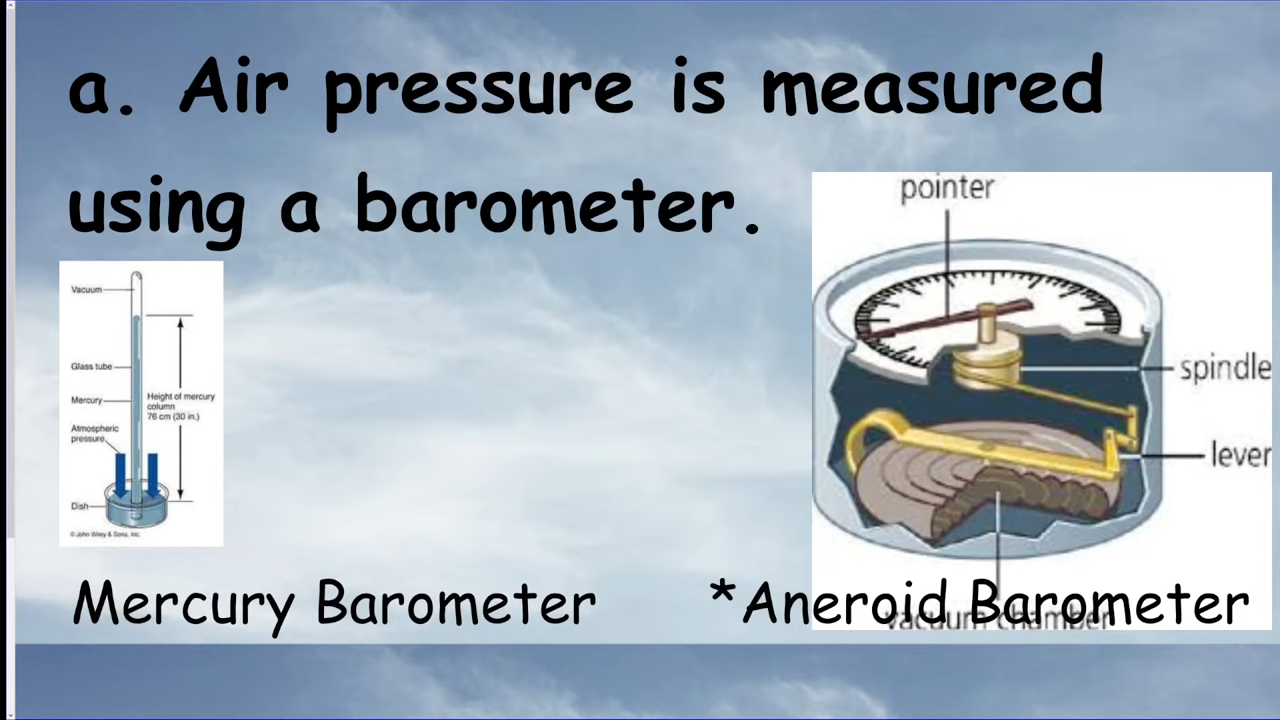 a. Air pressure is measured
using a barometer.
Vacuum
Glass tube
Mercury
Height of mercury
column
76 cm (30 in.)
Atmospheric
pressure
Dish
© John Wiley & Sons, Inc.
pointer
spindle
lever
vacuum chamber
Mercury Barometer
*Aneroid Barometer